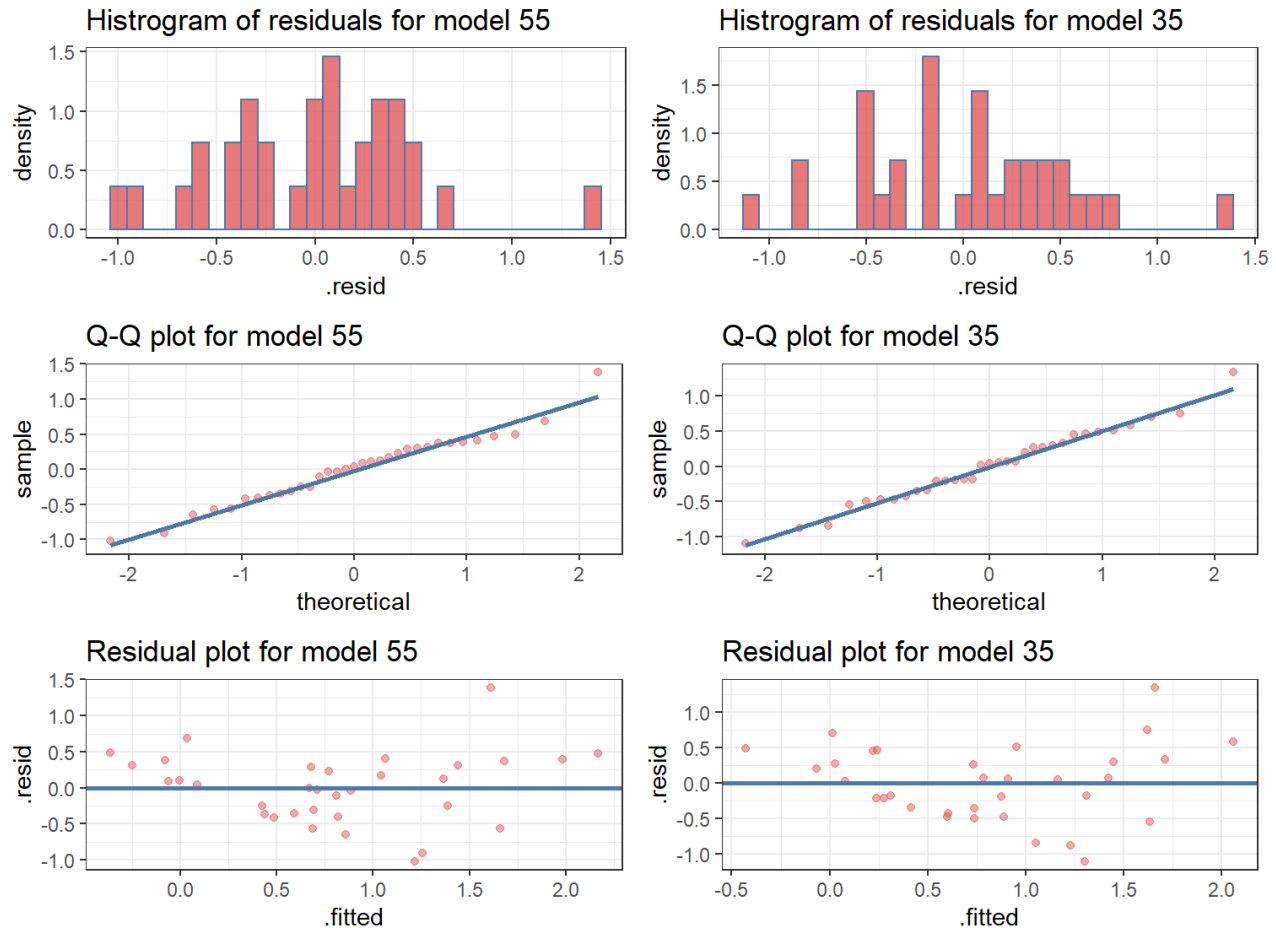 Histrogram of residuals for model 55
Histrogram of residuals for model 35
1.5
1.0
0.5
0.0
density
-1.0 -0.5 0.0 0.5 1.0 1.5
.resid
1.5
1.0
0.5
0.0
density
-1.0 -0.5 0.0 0.5 1.0 1.5
.resid
Q-Q plot for model 55
Q-Q plot for model 35
1.5
1.0
0.5
0.0
-0.5
-1.0
sample
-2 -1 0 1 2
theoretical
1.0
0.5
0.0
-0.5
-1.0
sample
-2 -1 0 1 2
theoretical
Residual plot for model 55
Residual plot for model 35
1.5
1.0
0.5
0.0
-0.5
-1.0
.resid
0.0 0.5 1.0 1.5 2.0
.fitted
1.0
0.5
0.0
-0.5
-1.0
.resid
-0.5 0.0 0.5 1.0 1.5 2.0
.fitted